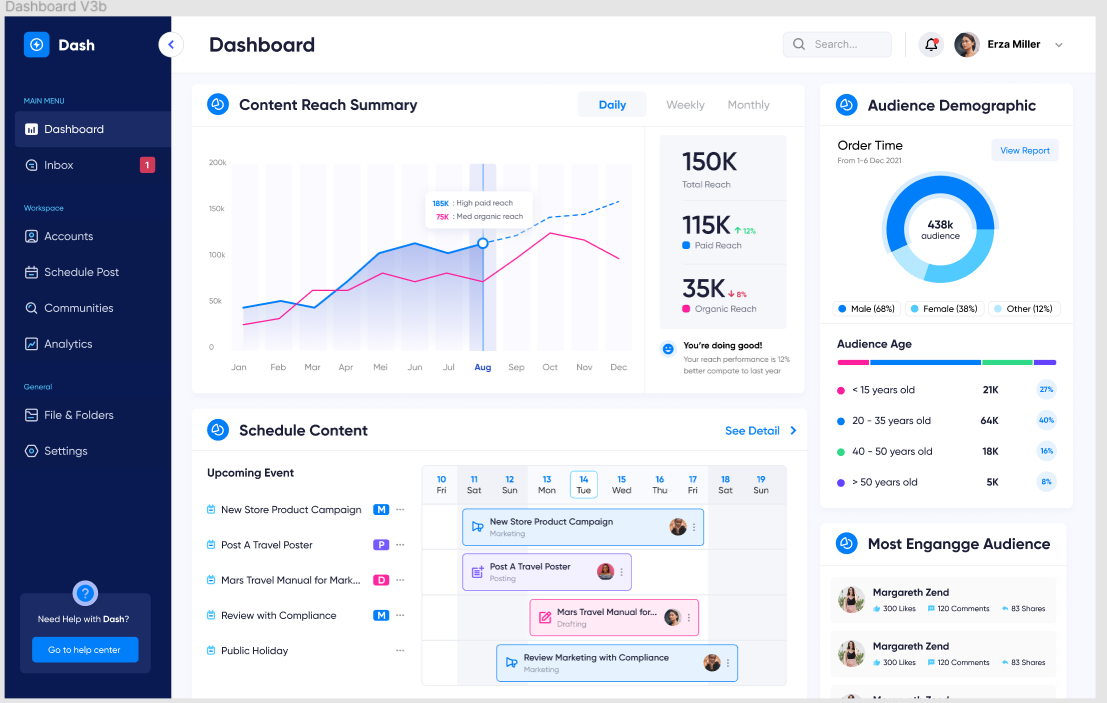 Dashboard V3b
Dash
MAIN MENU
Dashboard
Inbox
1
Workspace
Accounts
Schedule Post
Communities
Analytics
General
File & Folders
Settings
?
Need Help with Dash?
Go to help center
Dashboard
Search...
Erza Miller
Content Reach Summary
Daily
Weekly
Monthly
200k
150k
100k
50k
0
185K : High paid reach
75K : Med organic reach
Jan Feb Mar Apr Mei Jun Jul Aug Sep Oct Nov Dec
150K
Total Reach
115K 12%
Paid Reach
35K 8%
Organic Reach
You're doing good!
Your reach performance is 12%
better compate to last year
Schedule Content
See Detail
Upcoming Event
New Store Product Campaign M
Post A Travel Poster P
Mars Travel Manual for Mark... D
Review with Compliance M
Public Holiday
10 11 12 13 14 15 16 17 18 19
Fri Sat Sun Mon Tue Wed Thu Fri Sat Sun
New Store Product Campaign
Marketing
Post A Travel Poster
Posting
Mars Travel Manual for...
Drafting
Review Marketing with Compliance
Marketing
Audience Demographic
Order Time
From 1-6 Dec 2021
View Report
438k
audience
Male (68%)
Female (38%)
Other (12%)
Audience Age
< 15 years old 21K 27%
20 - 35 years old 64K 40%
40 - 50 years old 18K 16%
> 50 years old 5K 8%
Most Engangge Audience
Margareth Zend
300 Likes 120 Comments 83 Shares
Margareth Zend
300 Likes 120 Comments 83 Shares